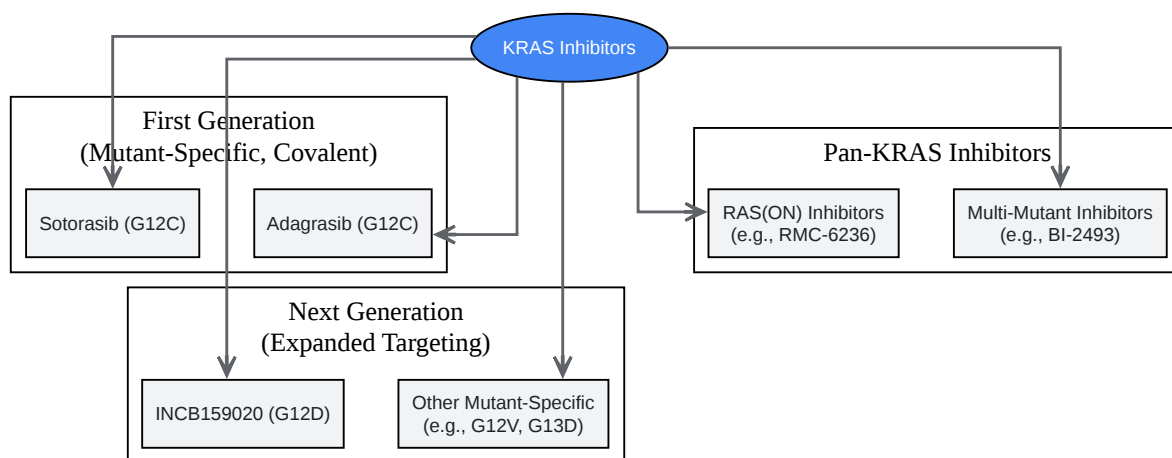 KRAS Inhibitors
First Generation
(Mutant-Specific, Covalent)
Sotorasib (G12C)
Adagrasib (G12C)
Pan-KRAS Inhibitors
RAS(ON) Inhibitors
(e.g., RMC-6236)
Multi-Mutant Inhibitors
(e.g., BI-2493)
Next Generation
(Expanded Targeting)
INCB159020 (G12D)
Other Mutant-Specific
(e.g., G12V, G13D)